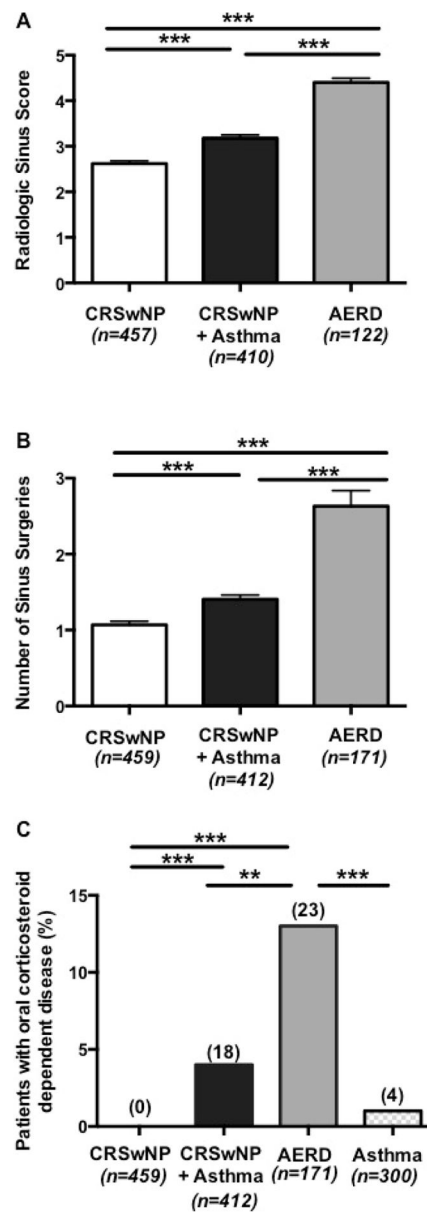 A
***
*** ***
5
4
3
2
1
0
Radiologic Sinus Score
CRSwNP CRSwNP AERD
(n=457) + Asthma (n=122)
(n=410)
B
***
*** ***
3
2
1
0
Number of Sinus Surgeries
CRSwNP CRSwNP AERD
(n=459) + Asthma (n=171)
(n=412)
C
***
***
** ***
15
10
5
0
Patients with oral corticosteroid
dependent disease (%)
(0) (18) (23) (4)
CRSwNP CRSwNP AERD Asthma
(n=459) + Asthma (n=171) (n=300)
(n=412)